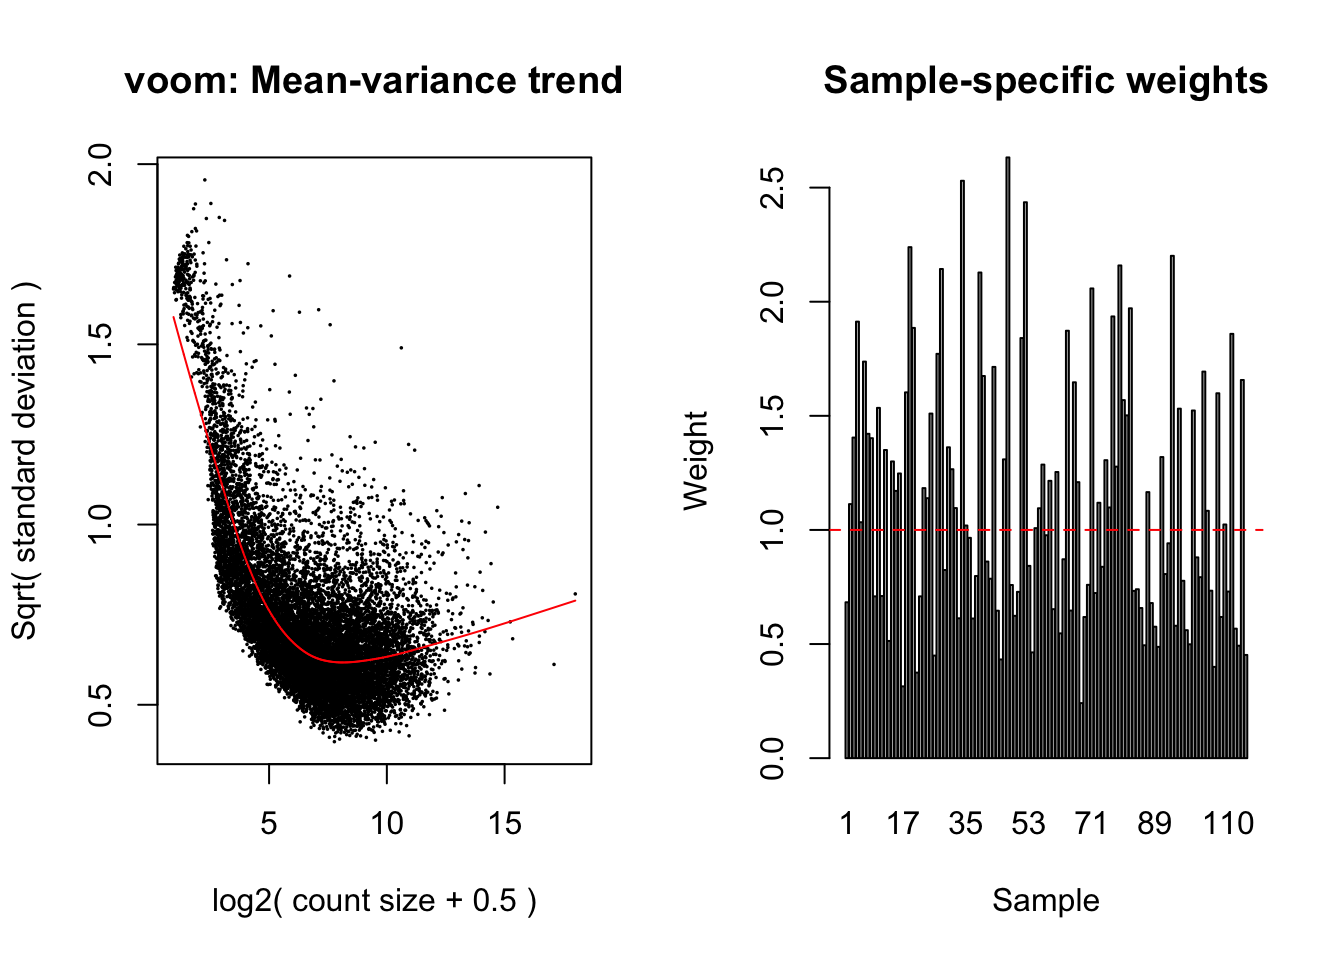 voom: Mean-variance trend
Sqrt( standard deviation )
2.0
1.5
1.0
0.5
5 10 15
log2( count size + 0.5 )
Sample-specific weights
Weight
2.5
2.0
1.5
1.0
0.5
0.0
1 17 35 53 71 89 110
Sample